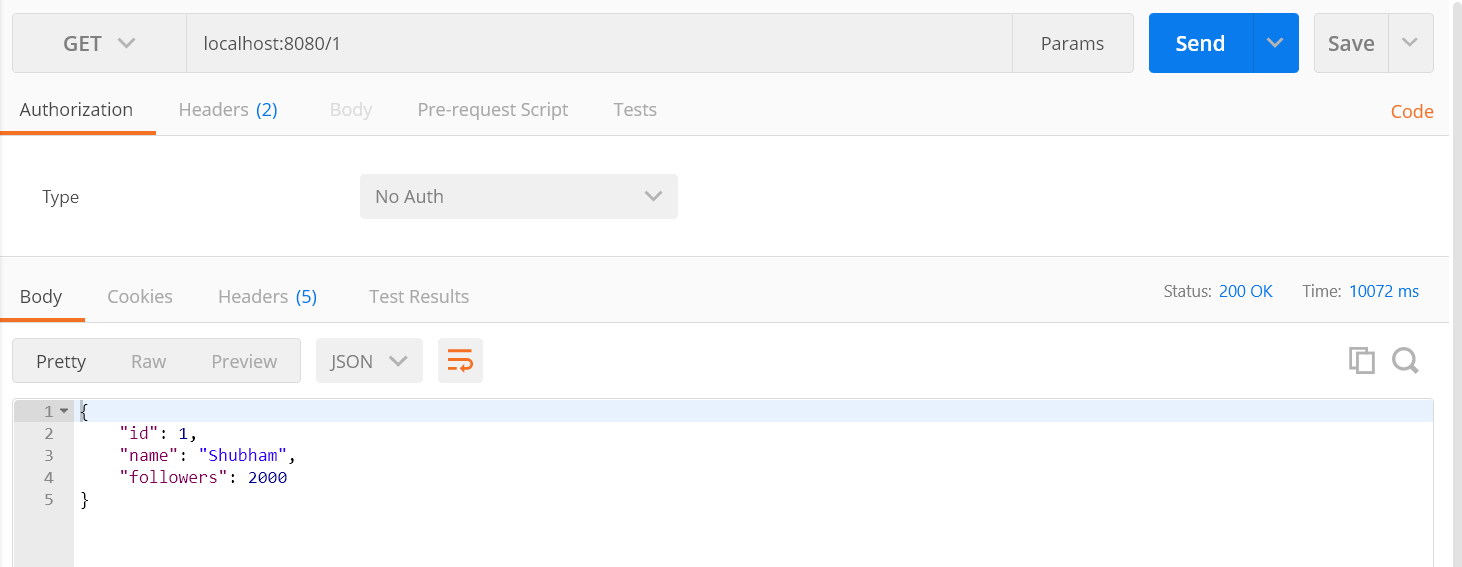 GET localhost:8080/1 Params Send Save
Authorization Headers (2) Body Pre-request Script Tests Code
Type No Auth
Body Cookies Headers (5) Test Results Status: 200 OK Time: 10072 ms
Pretty Raw Preview JSON
1 {
2 "id": 1,
3 "name": "Shubham",
4 "followers": 2000
5 }